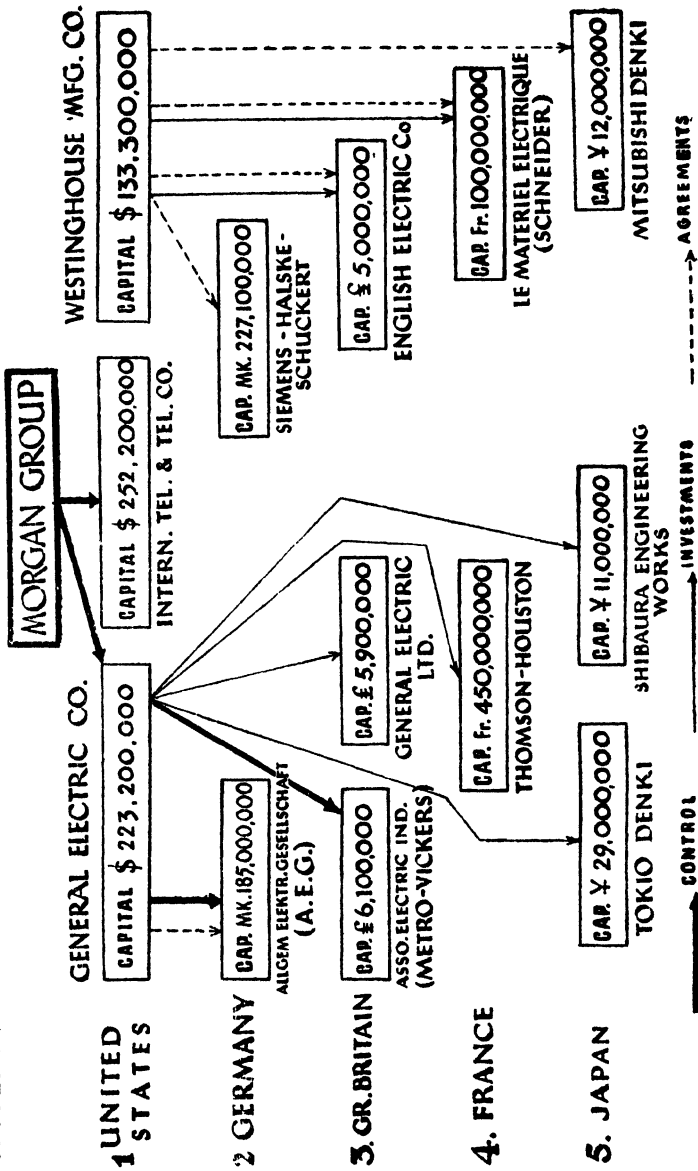 MORGAN GROUP
GENERAL ELECTRIC CO.
WESTINGHOUSE MFG. CO.
1 UNITED
STATES
CAPITAL $ 223,200,000
CAPITAL $ 252,200,000
CAPITAL $ 133.300,000
INTERN. TEL. & TEL. CO.
2 GERMANY
CAP. MK.185,000,000
CAP. MK. 227,100,000
ALLGEM ELEKTR.GESELLSCHAFT
(A.E.G.)
SIEMENS - HALSKE -
SCHUCKERT
3. GR.BRITAIN
CAP.£6,100,000
CAP.£ 5,900,000
CAP. £ 5,000,000
ASSO.ELECTRIC IND.
(METRO-VICKERS)
GENERAL ELECTRIC
LTD.
ENGLISH ELECTRIC Co
4. FRANCE
CAP. Fr. 450,000,000
CAP. Fr. 100,000,000
THOMSON-HOUSTON
LE MATERIEL ELECTRIQUE
(SCHNEIDER)
5. JAPAN
CAP. ¥ 29,000,000
CAP. ¥ 11,000,000
CAP. ¥ 12,000,000
TOKIO DENKI
SHIBAURA ENGINEERING
WORKS
MITSUBISHI DENKI
CONTROL
INVESTMENTS
AGREEMENTS